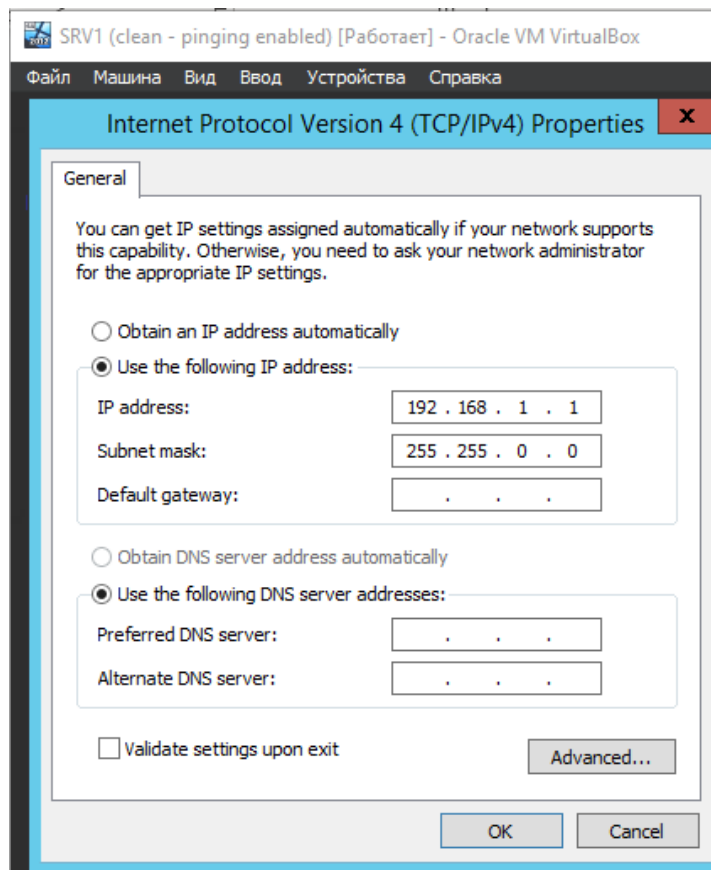 SRV1 (clean - pinging enabled) [Работает] - Oracle VM VirtualBox
Файл Машина Вид Ввод Устройства Справка
Internet Protocol Version 4 (TCP/IPv4) Properties x
General
You can get IP settings assigned automatically if your network supports
this capability. Otherwise, you need to ask your network administrator
for the appropriate IP settings.
Obtain an IP address automatically
Use the following IP address:
IP address: 192 . 168 . 1 . 1
Subnet mask: 255 . 255 . 0 . 0
Default gateway: . . .
Obtain DNS server address automatically
Use the following DNS server addresses:
Preferred DNS server: . . .
Alternate DNS server: . . .
Validate settings upon exit
Advanced...
OK Cancel